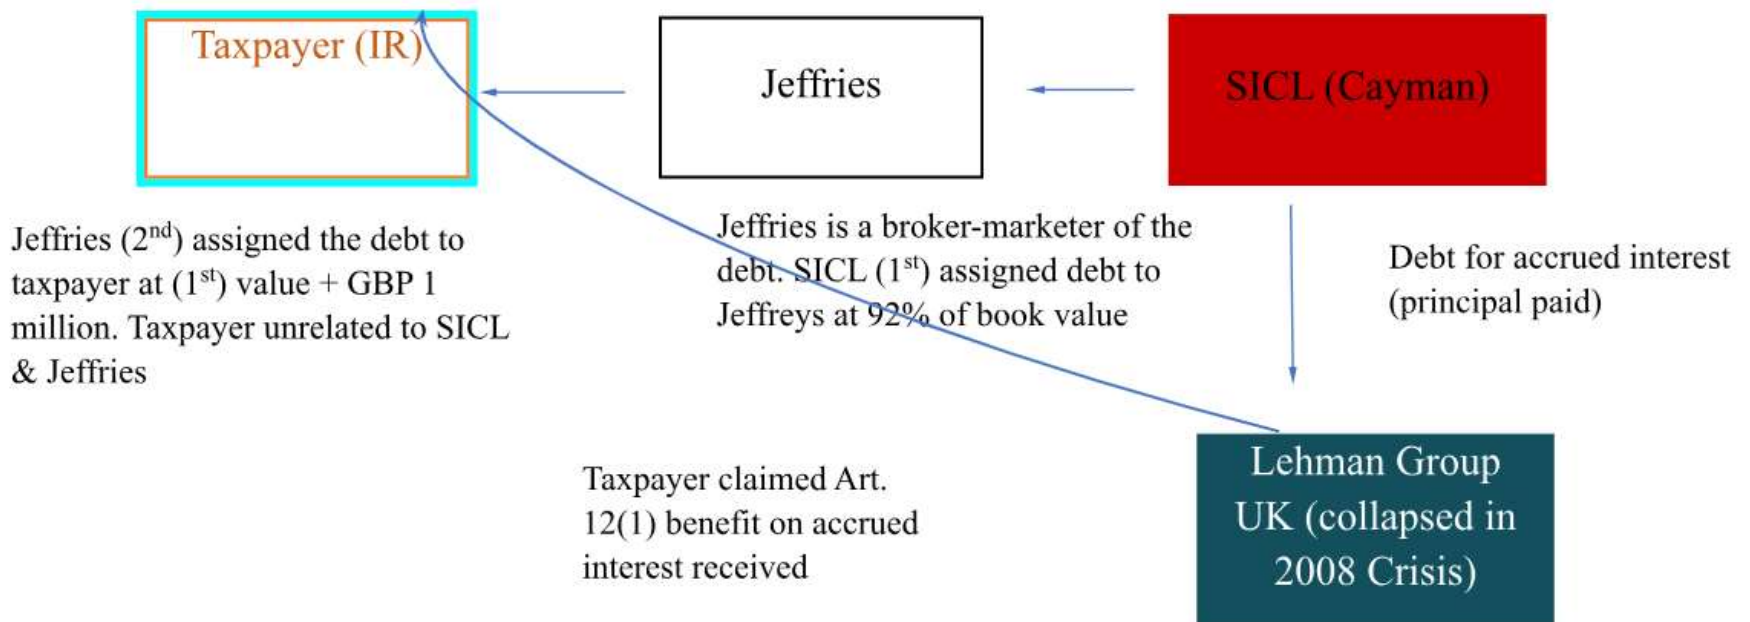 Taxpayer (IR)
Jeffries
SICL (Cayman)
Jeffries (2nd) assigned the debt to
taxpayer at (1st) value + GBP 1
million. Taxpayer unrelated to SICL
& Jeffries
Jeffries is a broker-marketer of the
debt. SICL (1st) assigned debt to
Jeffreys at 92% of book value
Debt for accrued interest
(principal paid)
Taxpayer claimed Art.
12(1) benefit on accrued
interest received
Lehman Group
UK (collapsed in
2008 Crisis)